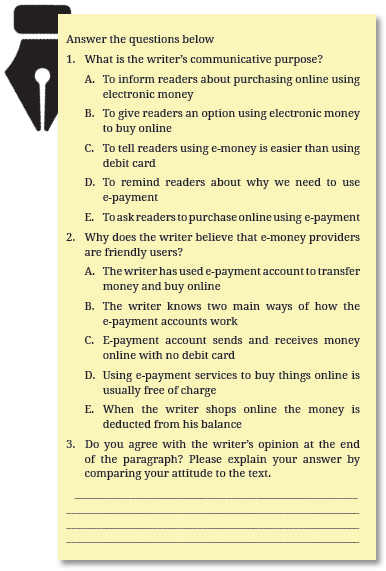 Answer the questions below
1. What is the writer's communicative purpose?
A. To inform readers about purchasing online using
electronic money
B. To give readers an option using electronic money
to buy online
C. To tell readers using e-money is easier than using
debit card
D. To remind readers about why we need to use
e-payment
E. To ask readers to purchase online using e-payment
2. Why does the writer believe that e-money providers
are friendly users?
A. The writer has used e-payment account to transfer
money and buy online
B. The writer knows two main ways of how the
e-payment accounts work
C. E-payment account sends and receives money
online with no debit card
D. Using e-payment services to buy things online is
usually free of charge
E. When the writer shops online the money is
deducted from his balance
3. Do you agree with the writer's opinion at the end
of the paragraph? Please explain your answer by
comparing your attitude to the text.